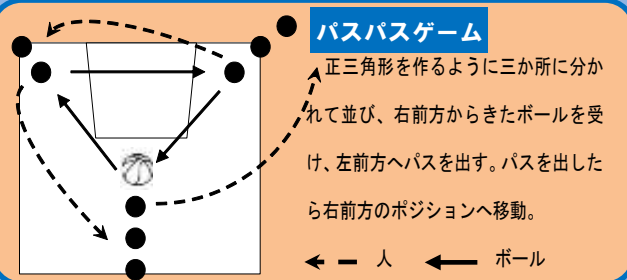 パスパスゲーム
正三角形を作るように三か所に分か
れて並び、右前方からきたボールを受
け、左前方へパスを出す。パスを出した
ら右前方のポジションへ移動。
人 ボール